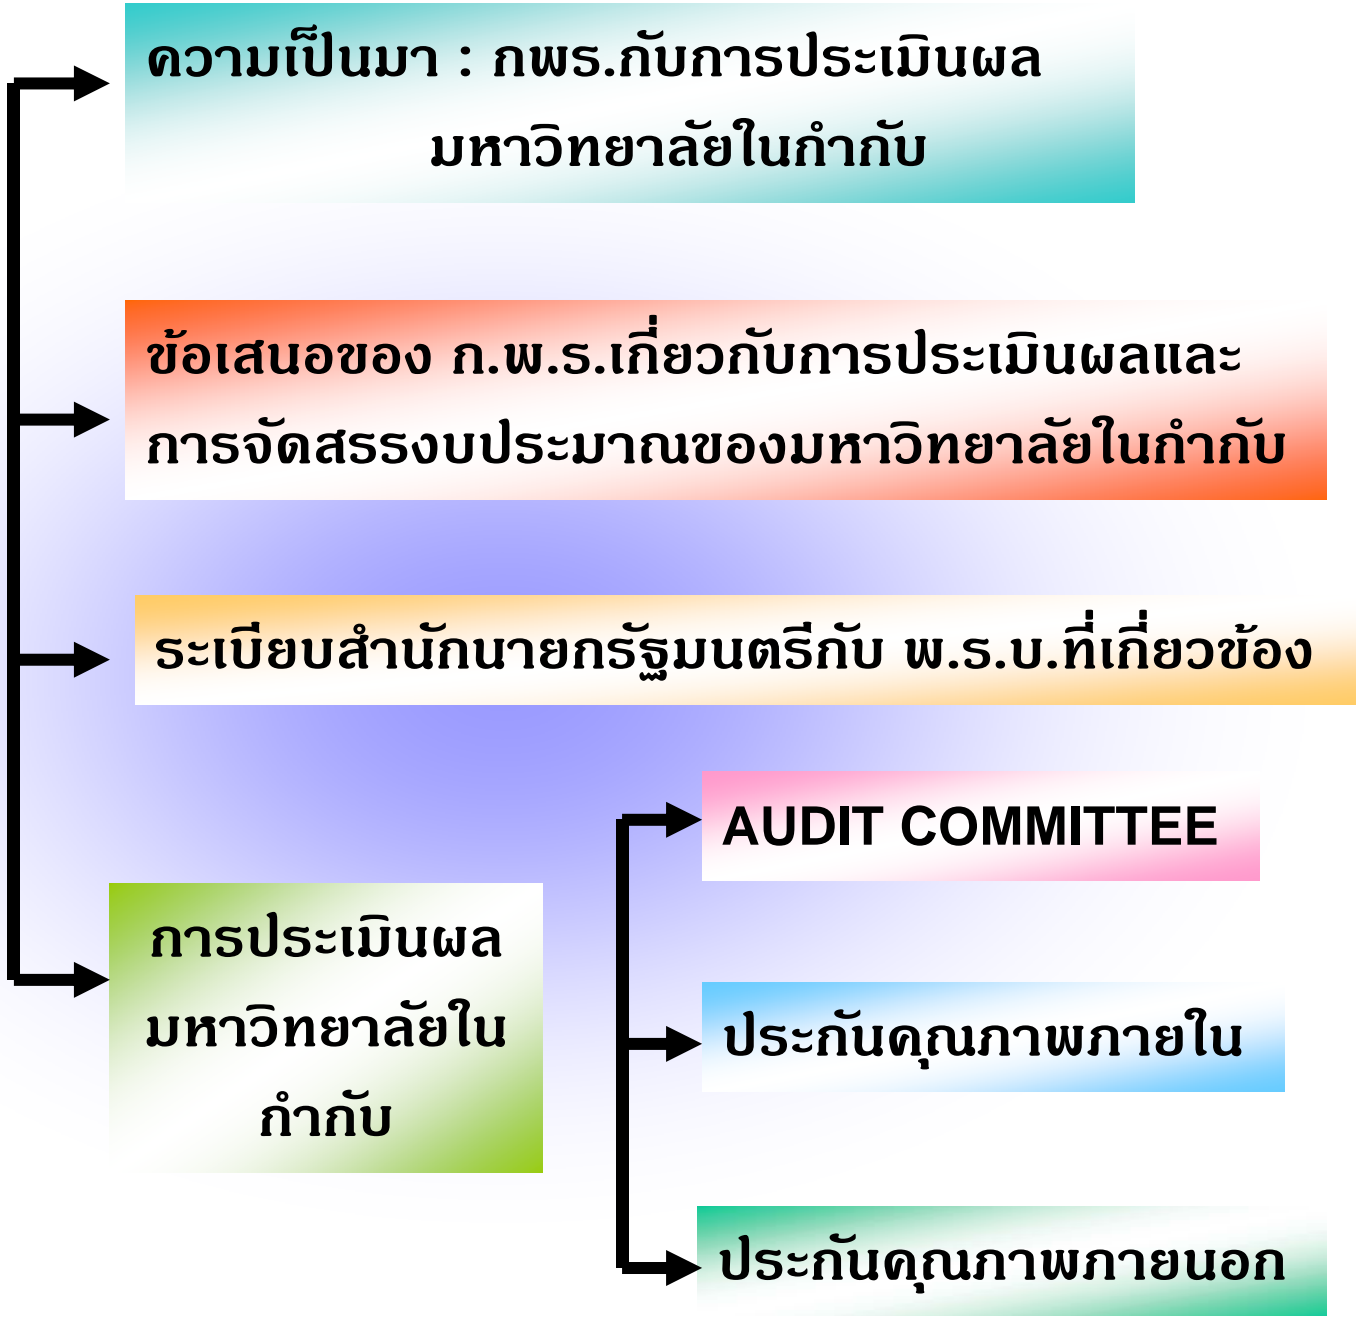 ความเป็นมา : กพร.กับการประเมินผล
มหาวิทยาลัยในกำกับ
ข้อเสนอของ ก.พ.ร.เกี่ยวกับการประเมินผลและ
การจัดสรรงบประมาณของมหาวิทยาลัยในกำกับ
ระเบียบสำนักนายกรัฐมนตรีกับ พ.ร.บ.ที่เกี่ยวข้อง
การประเมินผล
มหาวิทยาลัยใน
กำกับ
AUDIT COMMITTEE
ประกันคุณภาพภายใน
ประกันคุณภาพภายนอก